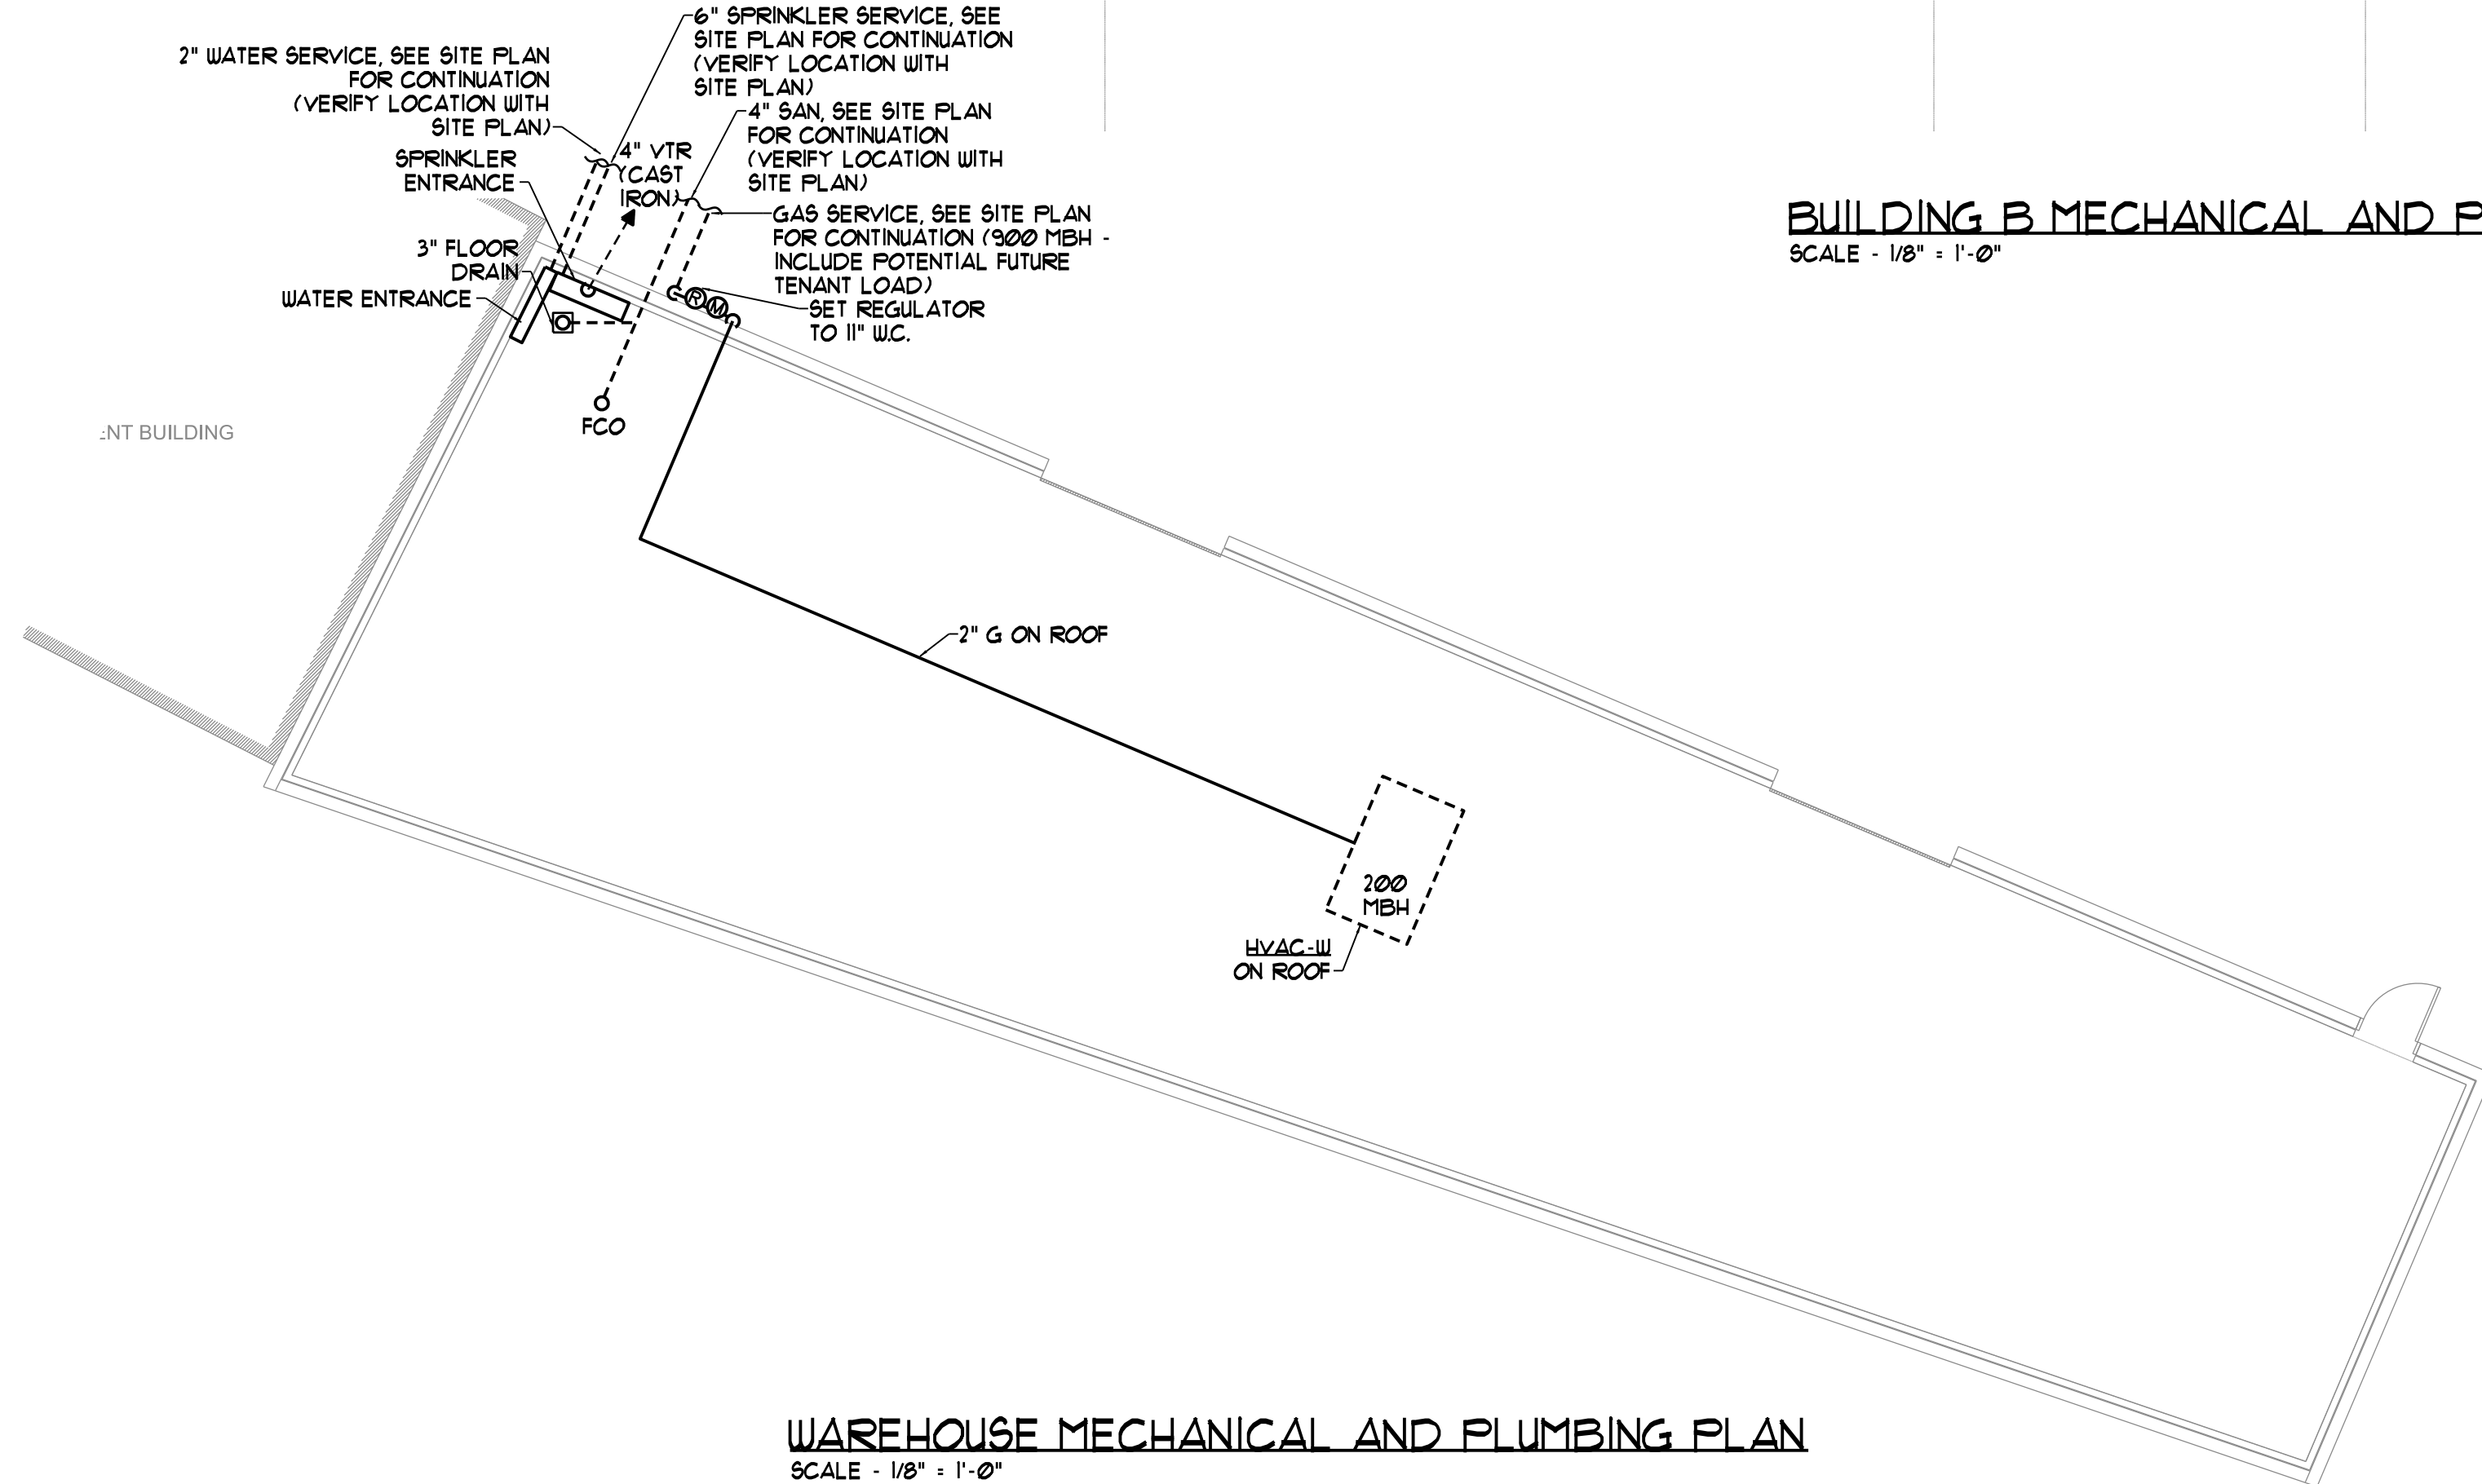 6" SPRINKLER SERVICE, SEE
SITE PLAN FOR CONTINUATION
(VERIFY LOCATION WITH
SITE PLAN)
2" WATER SERVICE, SEE SITE PLAN
FOR CONTINUATION
(VERIFY LOCATION WITH
SITE PLAN)
4" SAN, SEE SITE PLAN
FOR CONTINUATION
(VERIFY LOCATION WITH
SITE PLAN)
SPRINKLER
ENTRANCE
4" VTR
(CAST
IRON)
GAS SERVICE, SEE SITE PLAN
FOR CONTINUATION (900 MBH -
INCLUDE POTENTIAL FUTURE
TENANT LOAD)
3" FLOOR
DRAIN
WATER ENTRANCE
R
M
SET REGULATOR
TO 11" W.C.
FCO
BUILDING B MECHANICAL AND P
SCALE - 1/8" = 1'-0"
NT BUILDING
2" G ON ROOF
200
MBH
HVAC-W
ON ROOF
WAREHOUSE MECHANICAL AND PLUMBING PLAN
SCALE - 1/8" = 1'-0"